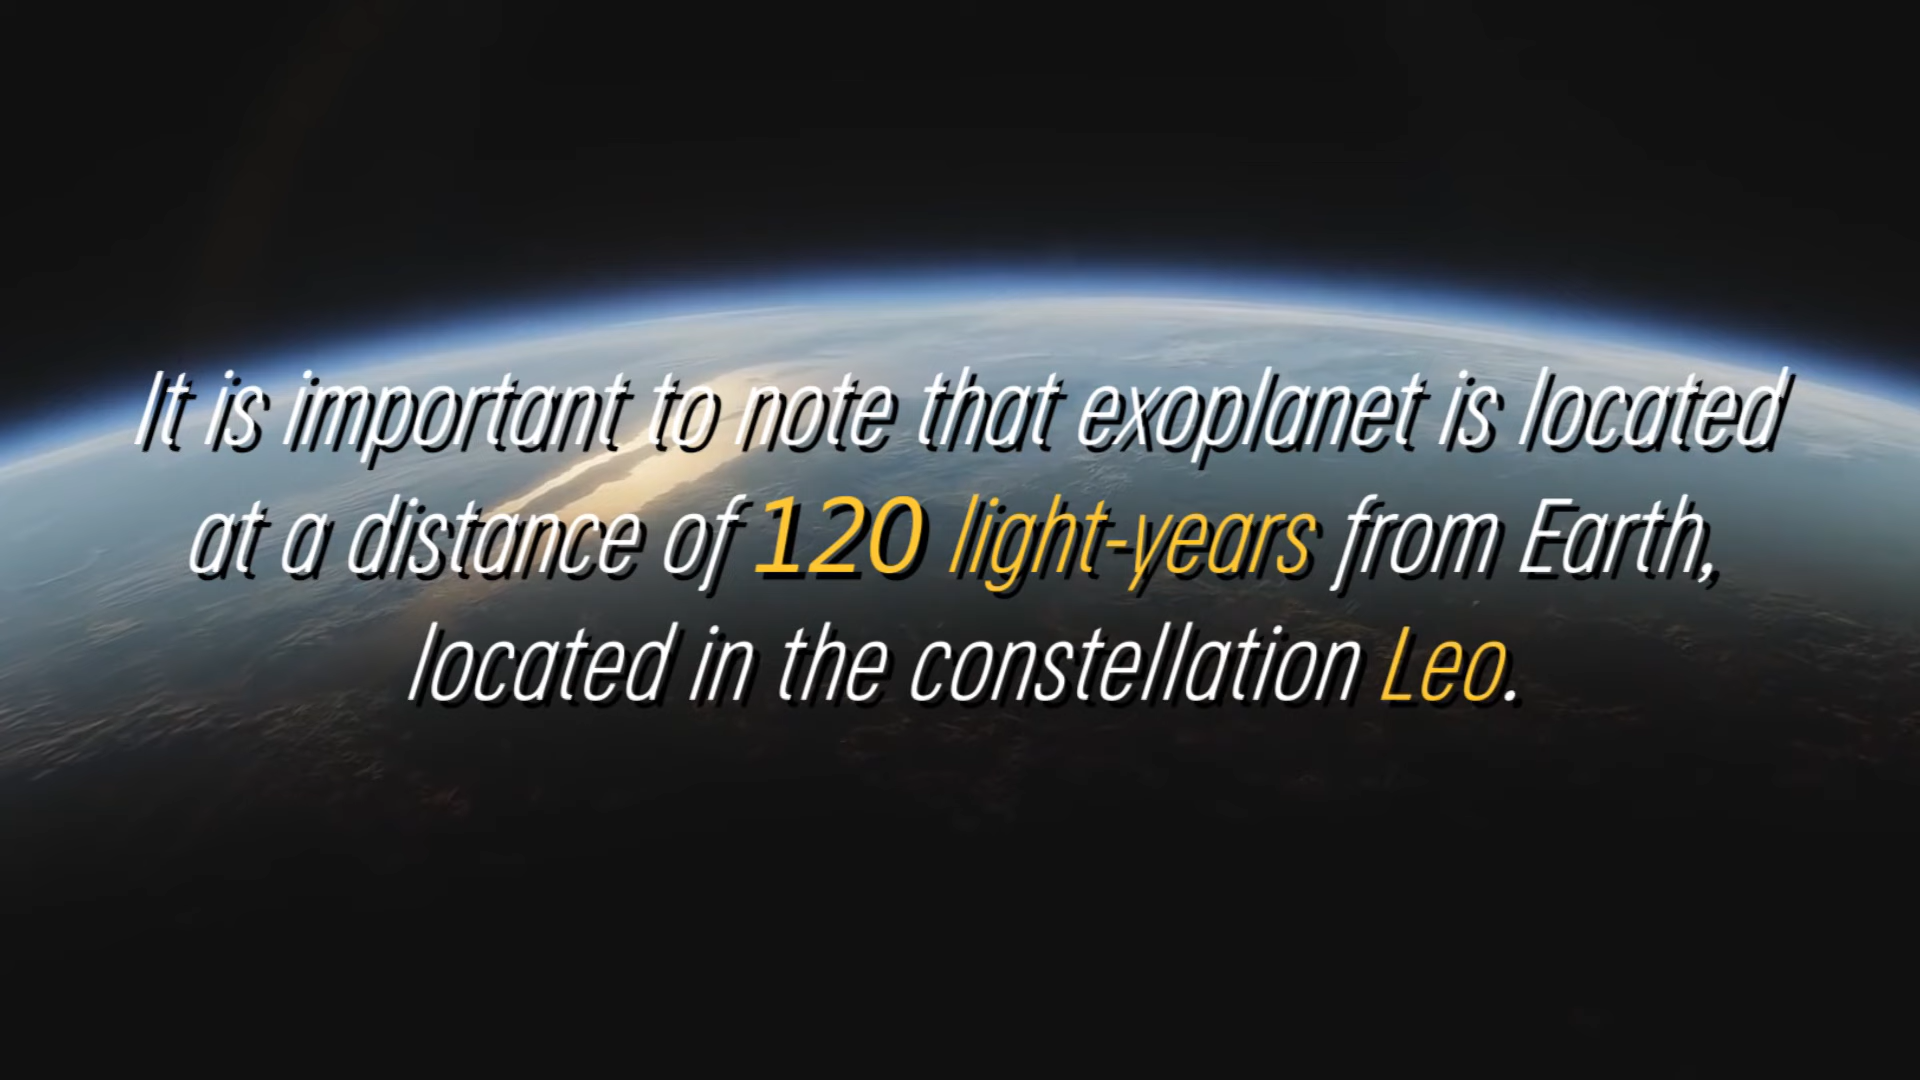 It is important to note that exoplanet is located
at a distance of 120 light-years from Earth,
located in the constellation Leo.